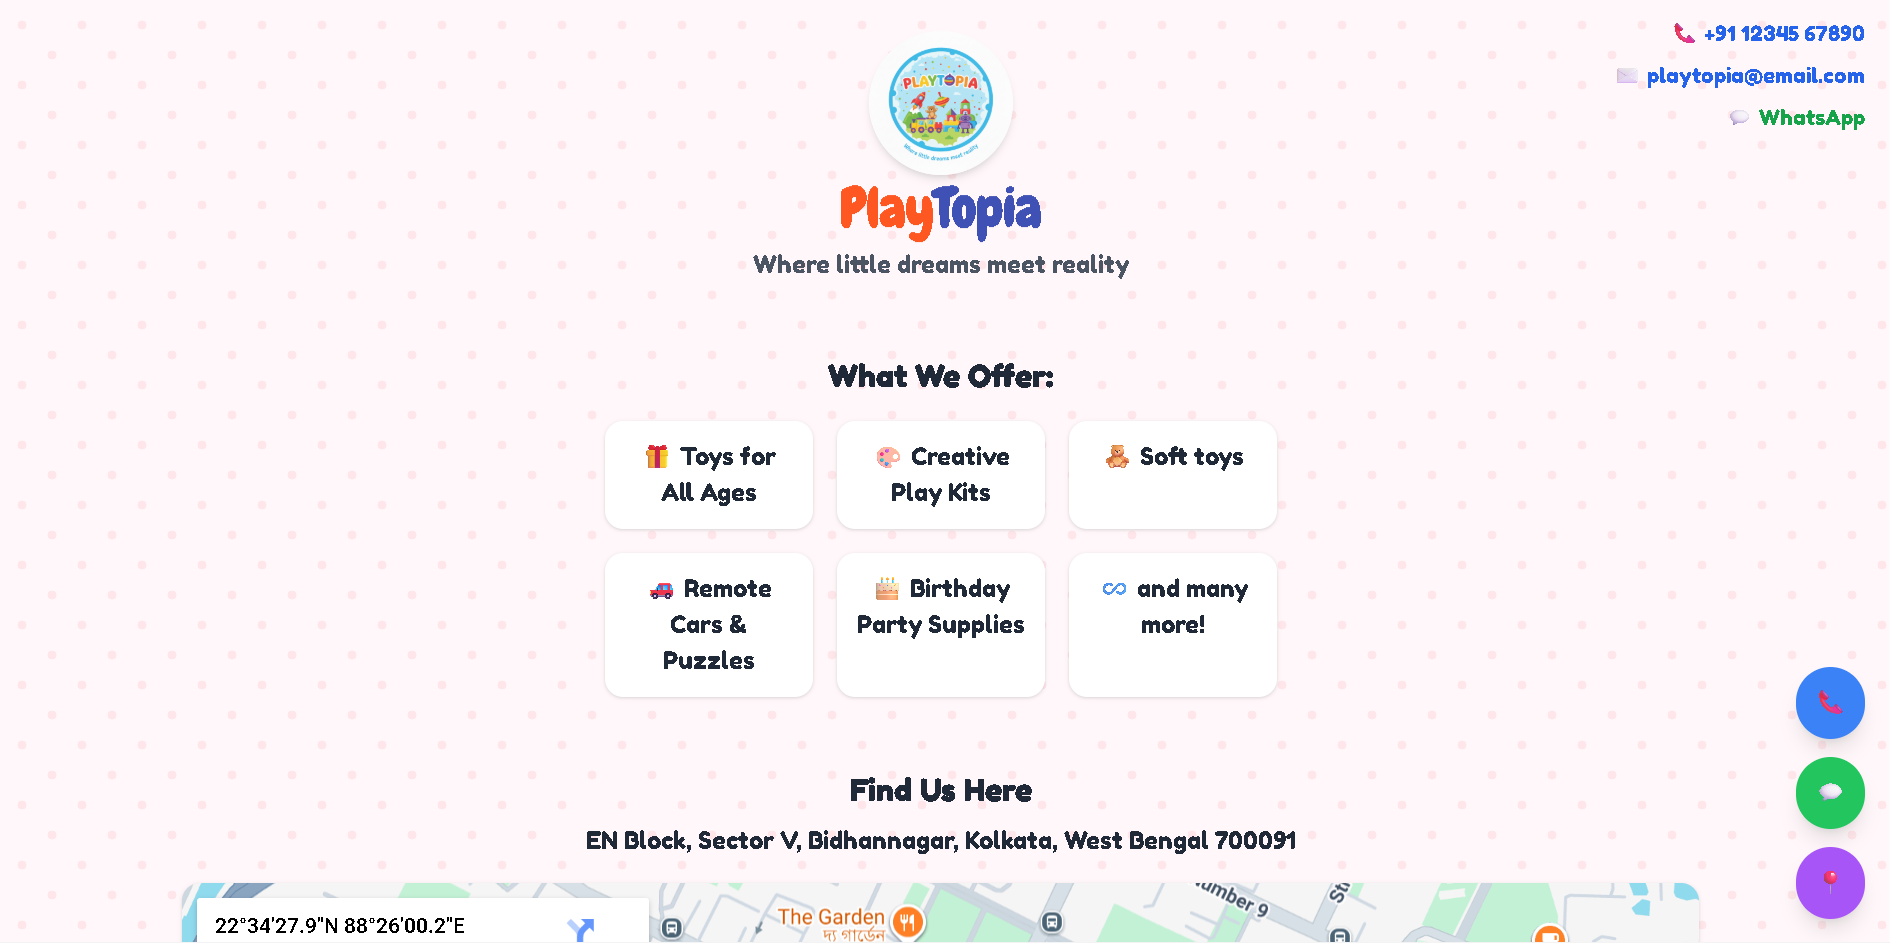 +91 12345 67890
playtopia@email.com
WhatsApp
PLAYTOPIA
Where little dreams meet reality
PlayTopia
Where little dreams meet reality
What We Offer:
Toys for
All Ages
Creative
Play Kits
Soft toys
Remote
Cars &
Puzzles
Birthday
Party Supplies
and many
more!
Find Us Here
EN Block, Sector V, Bidhannagar, Kolkata, West Bengal 700091
22°34'27.9"N 88°26'00.2"E
The Garden
দ্য গার্ডেন
umber 9
St